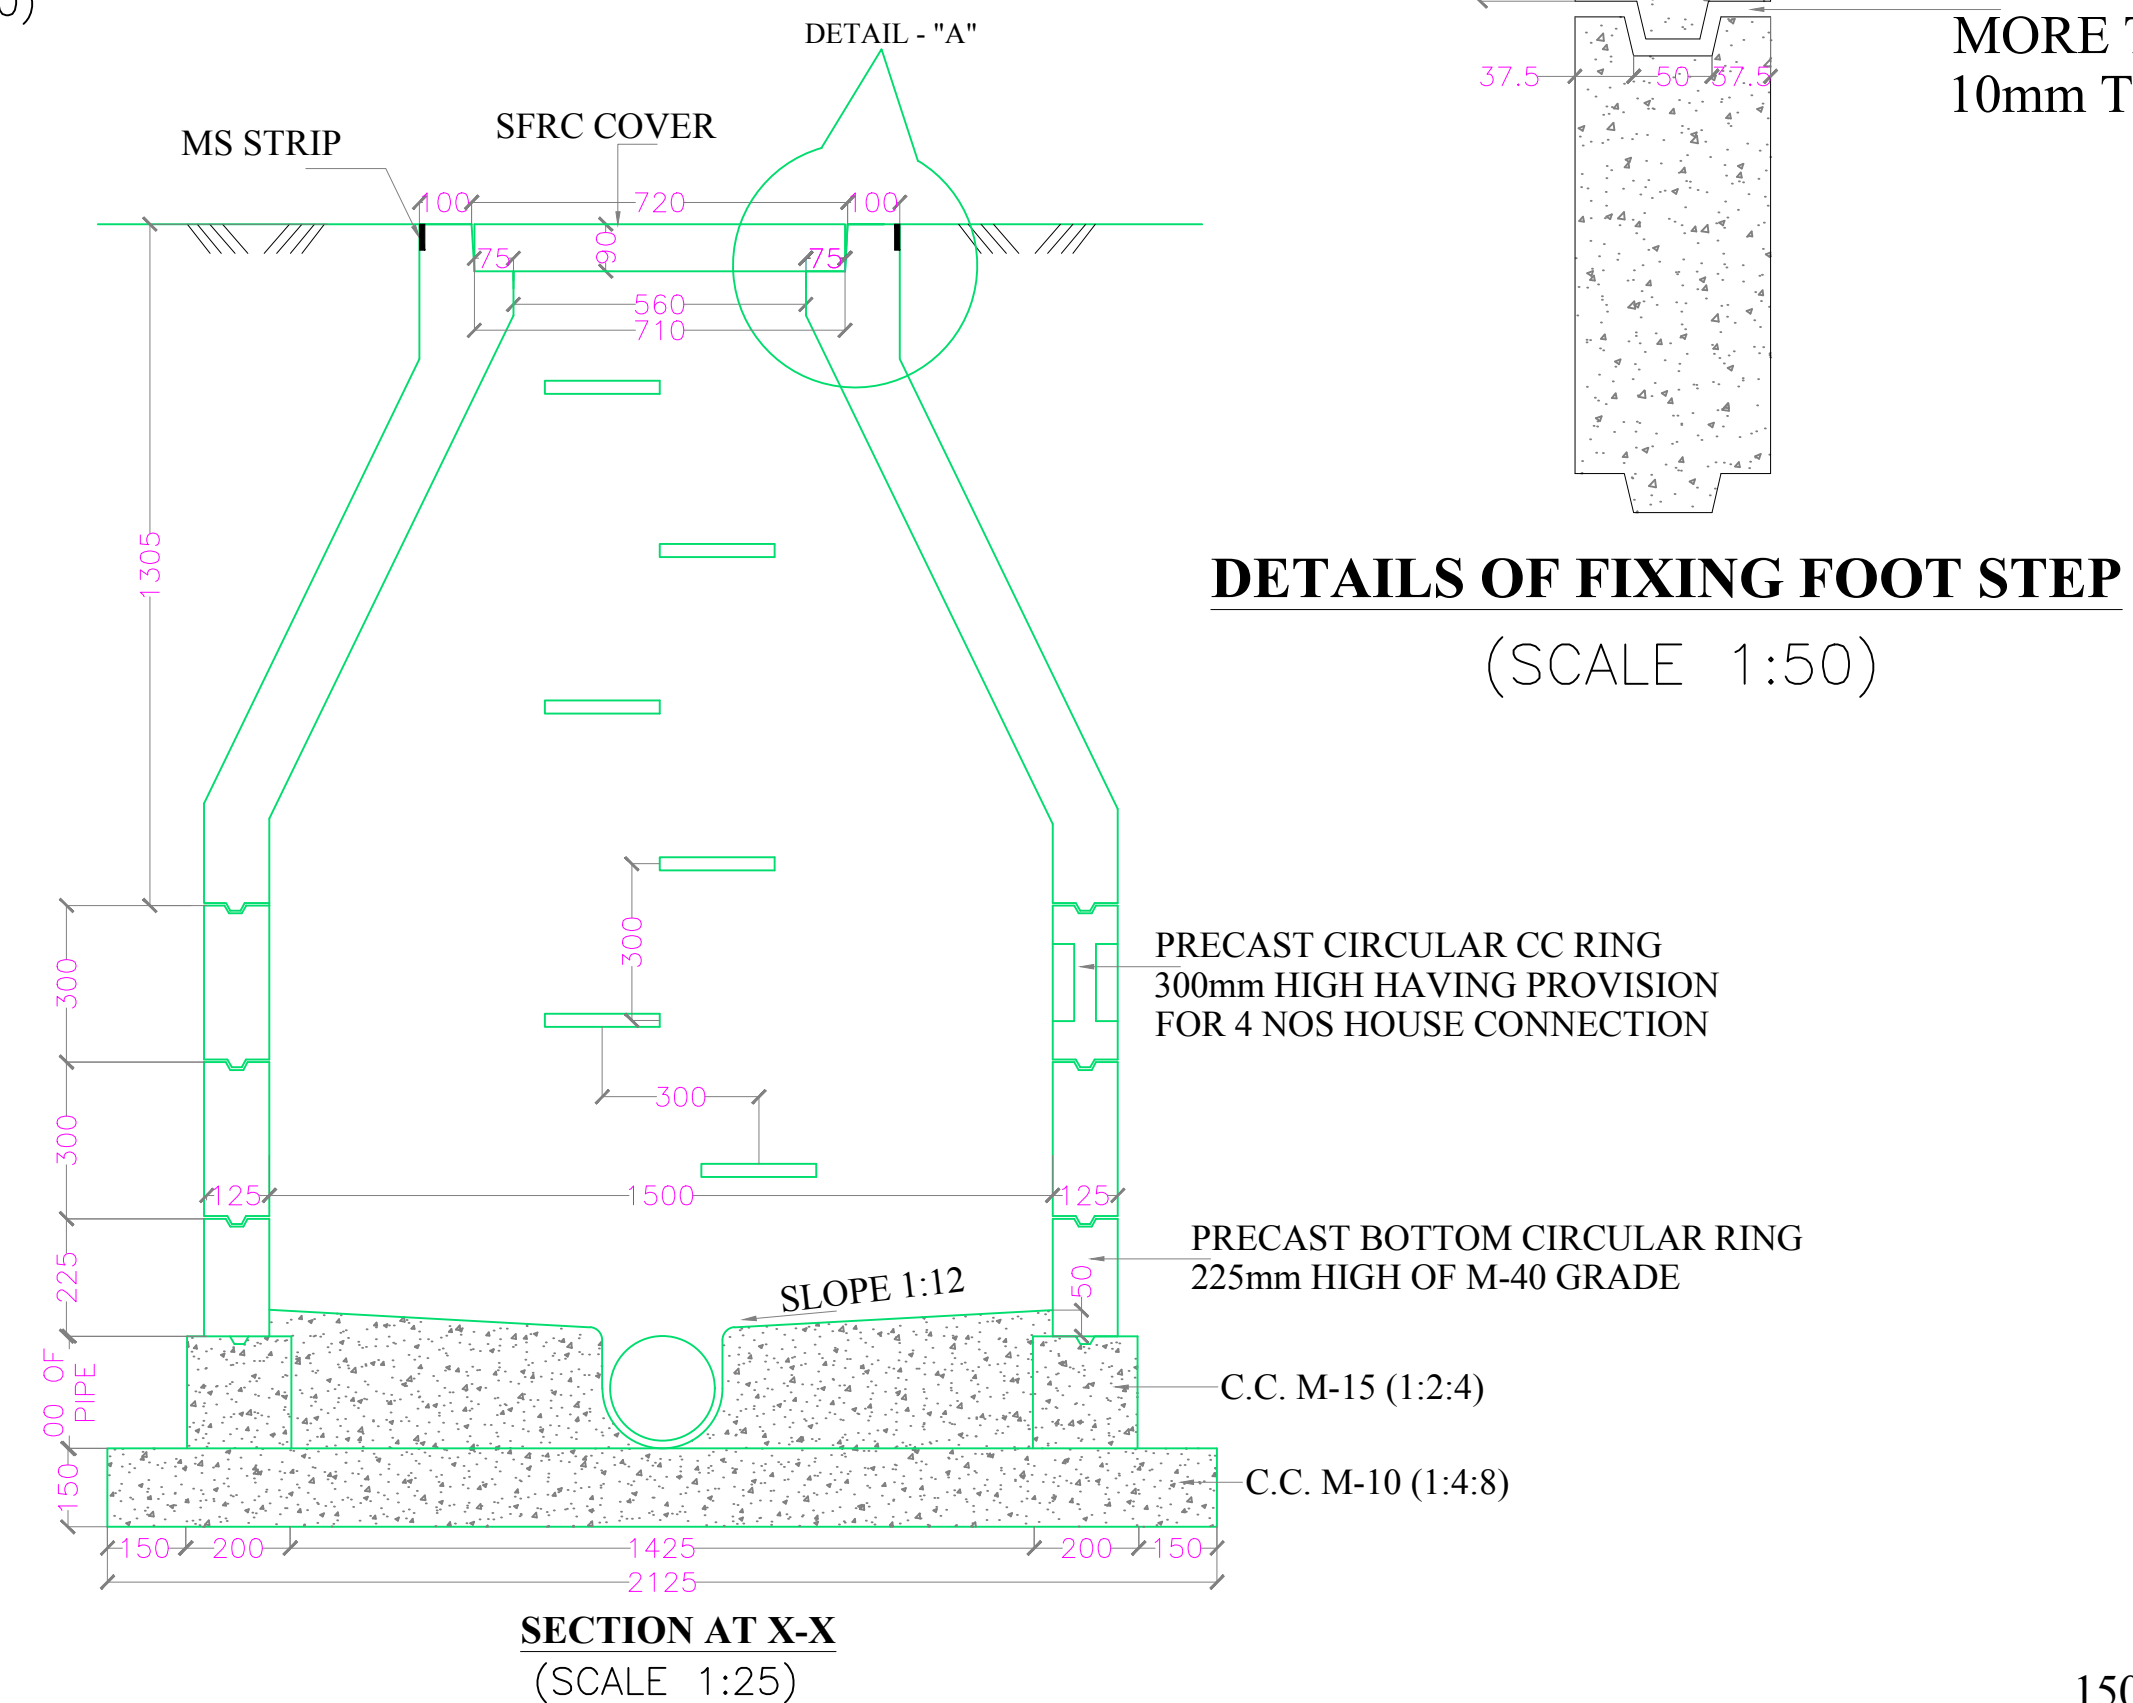 DETAIL - "A"
MS STRIP
SFRC COVER
100
720
100
75
90
75
560
710
1305
300
300
300
300
125
1500
125
225
SLOPE 1:12
50
00 OF
PIPE
150
150
200
1425
200
150
2125
PRECAST CIRCULAR CC RING
300mm HIGH HAVING PROVISION
FOR 4 NOS HOUSE CONNECTION
PRECAST BOTTOM CIRCULAR RING
225mm HIGH OF M-40 GRADE
C.C. M-15 (1:2:4)
C.C. M-10 (1:4:8)
SECTION AT X-X
(SCALE 1:25)
MORE
10mm
37.5
50
37.5
DETAILS OF FIXING FOOT STEP
(SCALE 1:50)